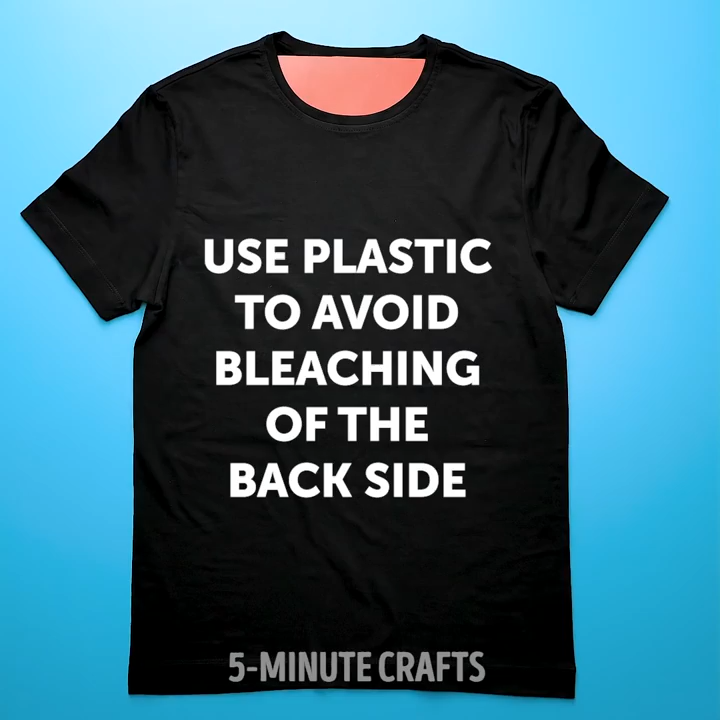 USE PLASTIC
TO AVOID
BLEACHING
OF THE
BACK SIDE
5-MINUTE CRAFTS